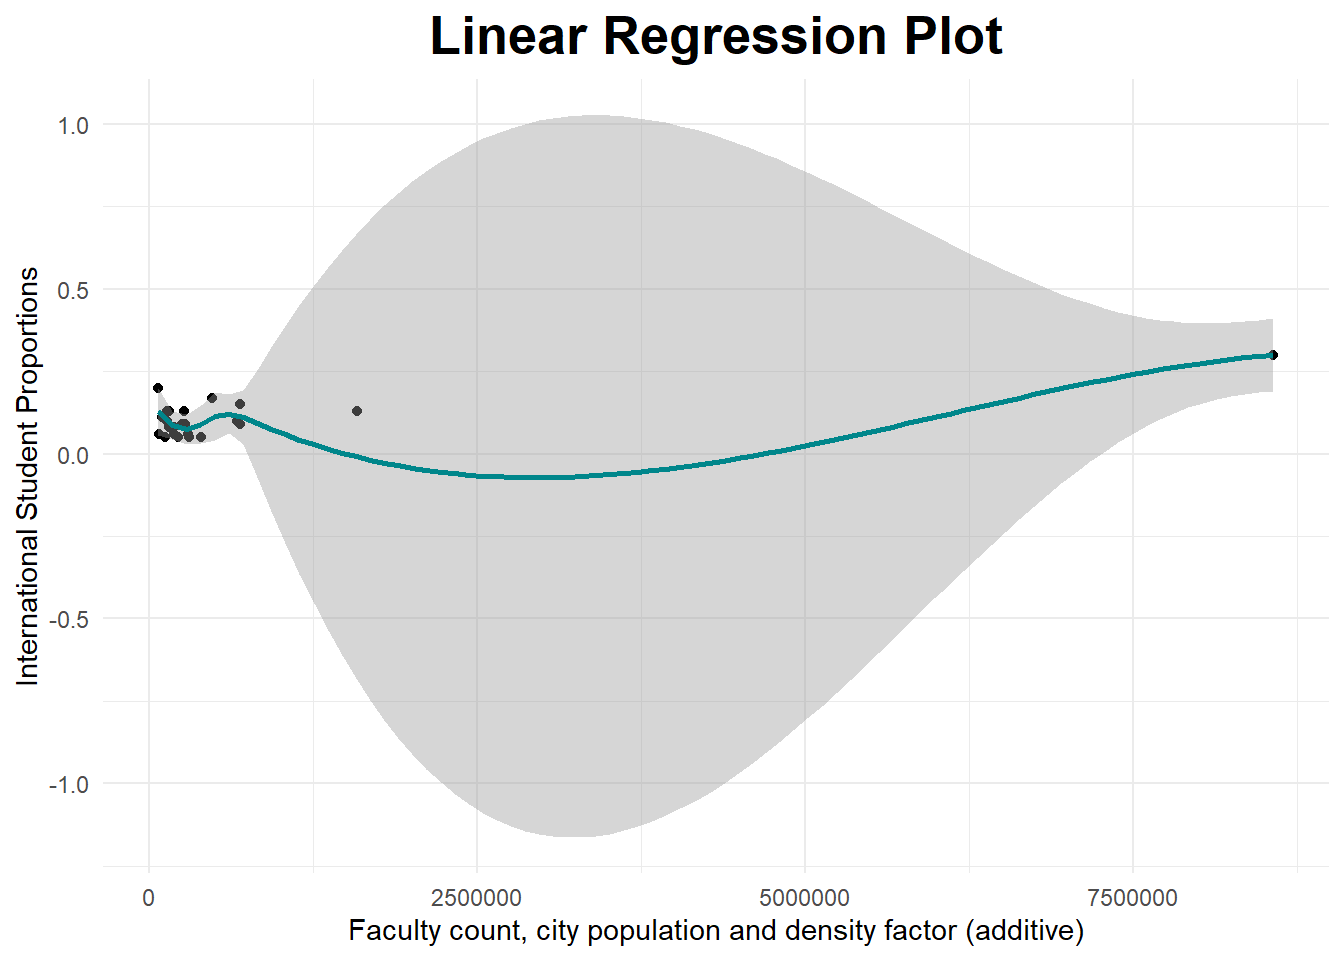 Linear Regression Plot
International Student Proportions
1.0
0.5
0.0
-0.5
-1.0
0 2500000 5000000 7500000
Faculty count, city population and density factor (additive)